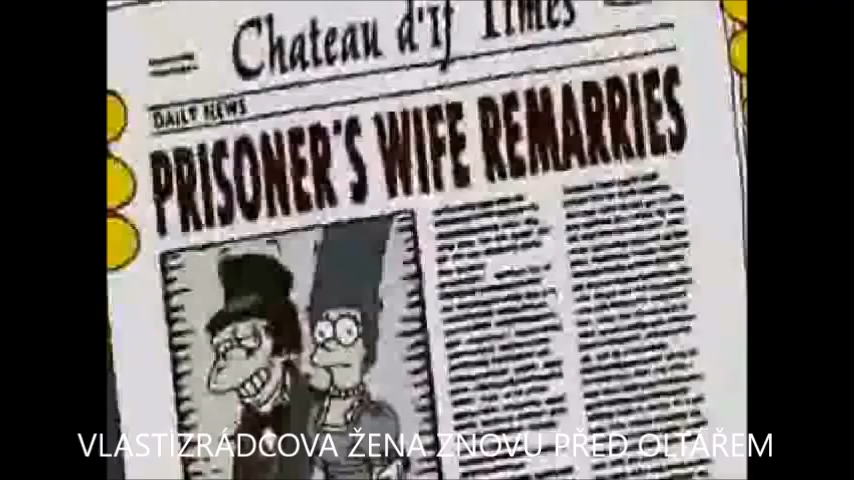 Chateau d'If Times
DAILY NEWS
PRISONER'S WIFE REMARRIES
VLASTIZRÁDCOVA ŽENA ZNOVU PŘED OLTÁŘEM